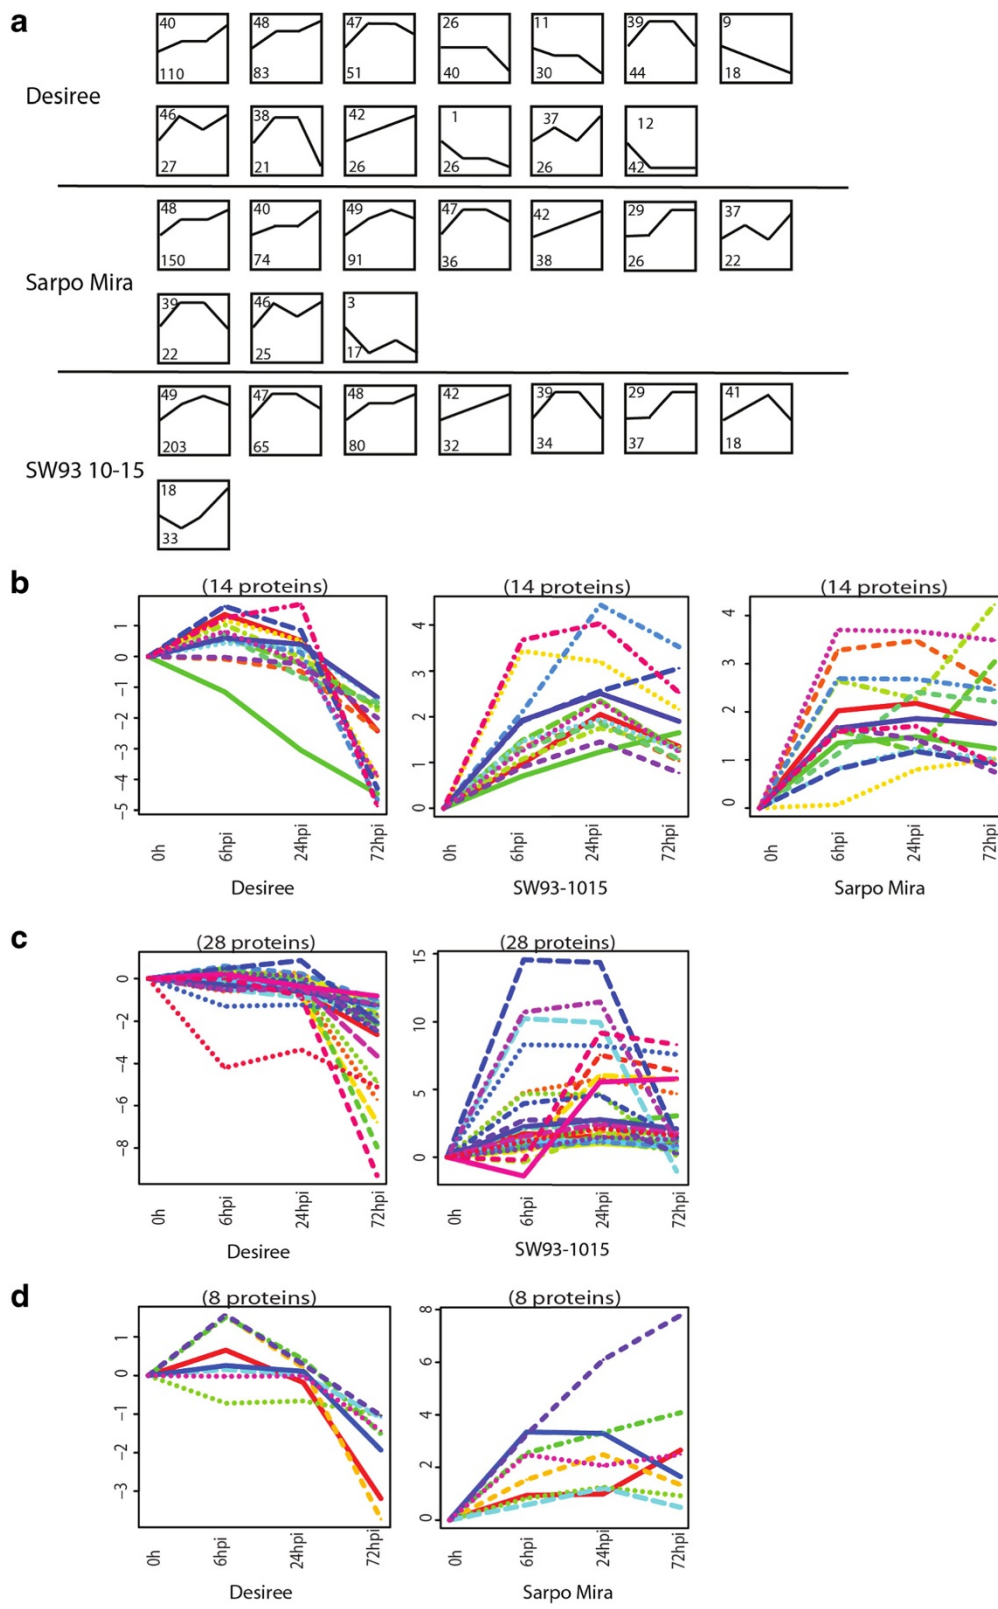 a
40 48 47 26 11 39 9
110 83 51 40 30 44 18
Desiree
46 38 42 1 37 12
27 21 26 26 26 42
48 40 49 47 42 29 37
150 74 91 36 38 26 22
Sarpo Mira
39 46 3
22 25 17
49 47 48 42 39 29 41
203 65 80 32 34 37 18
SW93 10-15
18
33
b
(14 proteins) (14 proteins) (14 proteins)
1 0 −1 −2 −3 −4 −5
0h 6hpi 24hpi 72hpi
Desiree
4 3 2 1 0
0h 6hpi 24hpi 72hpi
SW93-1015
4 3 2 1 0
0h 6hpi 24hpi 72hpi
Sarpo Mira
c
(28 proteins) (28 proteins)
0 −2 −4 −6 −8
0h 6hpi 24hpi 72hpi
Desiree
15 10 5 0
0h 6hpi 24hpi 72hpi
SW93-1015
d
(8 proteins) (8 proteins)
1 0 −1 −2 −3
0h 6hpi 24hpi 72hpi
Desiree
8 6 4 2 0
0h 6hpi 24hpi 72hpi
Sarpo Mira